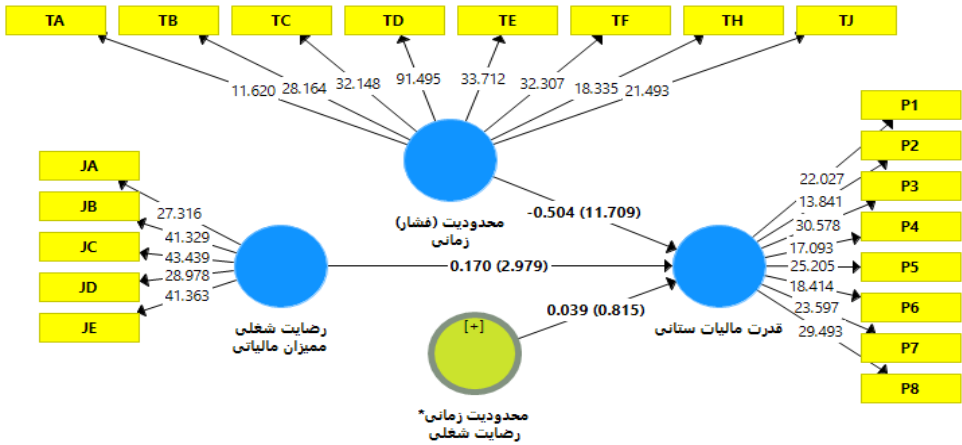 TA
TB
TC
TD
TE
TF
TH
TJ
11.620
28.164
32.148
91.495
33.712
32.307
18.335
21.493
محدودیت (فشار)
زمانی
JA
JB
JC
JD
JE
27.316
41.329
43.439
28.978
41.363
رضایت شغلی
ممیزان مالیاتی
-0.504 (11.709)
0.170 (2.979)
0.039 (0.815)
[+]
محدودیت زمانی*
رضایت شغلی
قدرت مالیات ستانی
22.027
13.841
30.578
17.093
25.205
18.414
23.597
29.493
P1
P2
P3
P4
P5
P6
P7
P8